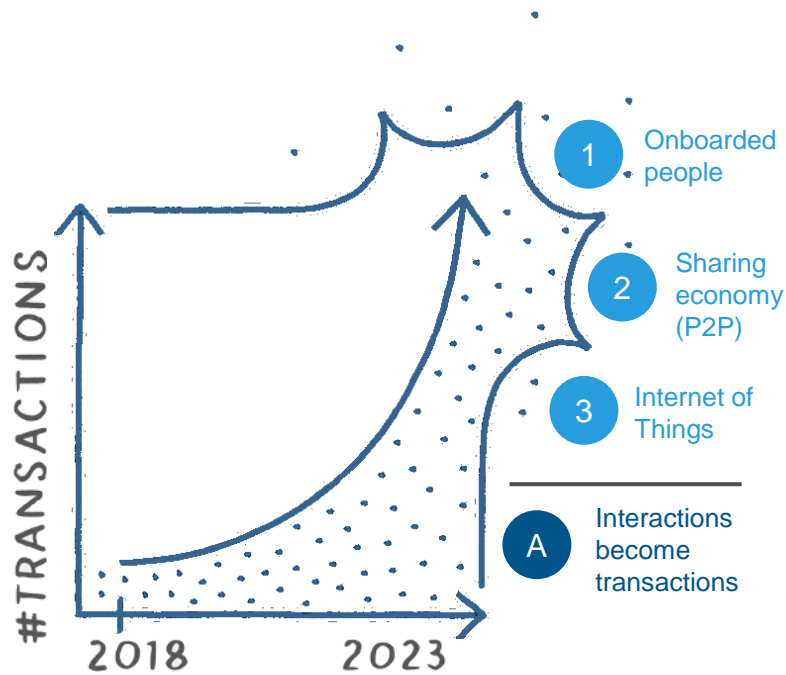 #TRANSACTIONS
1
Onboarded
people
2
Sharing
economy
(P2P)
3
Internet of
Things
A
Interactions
become
transactions
2018
2023